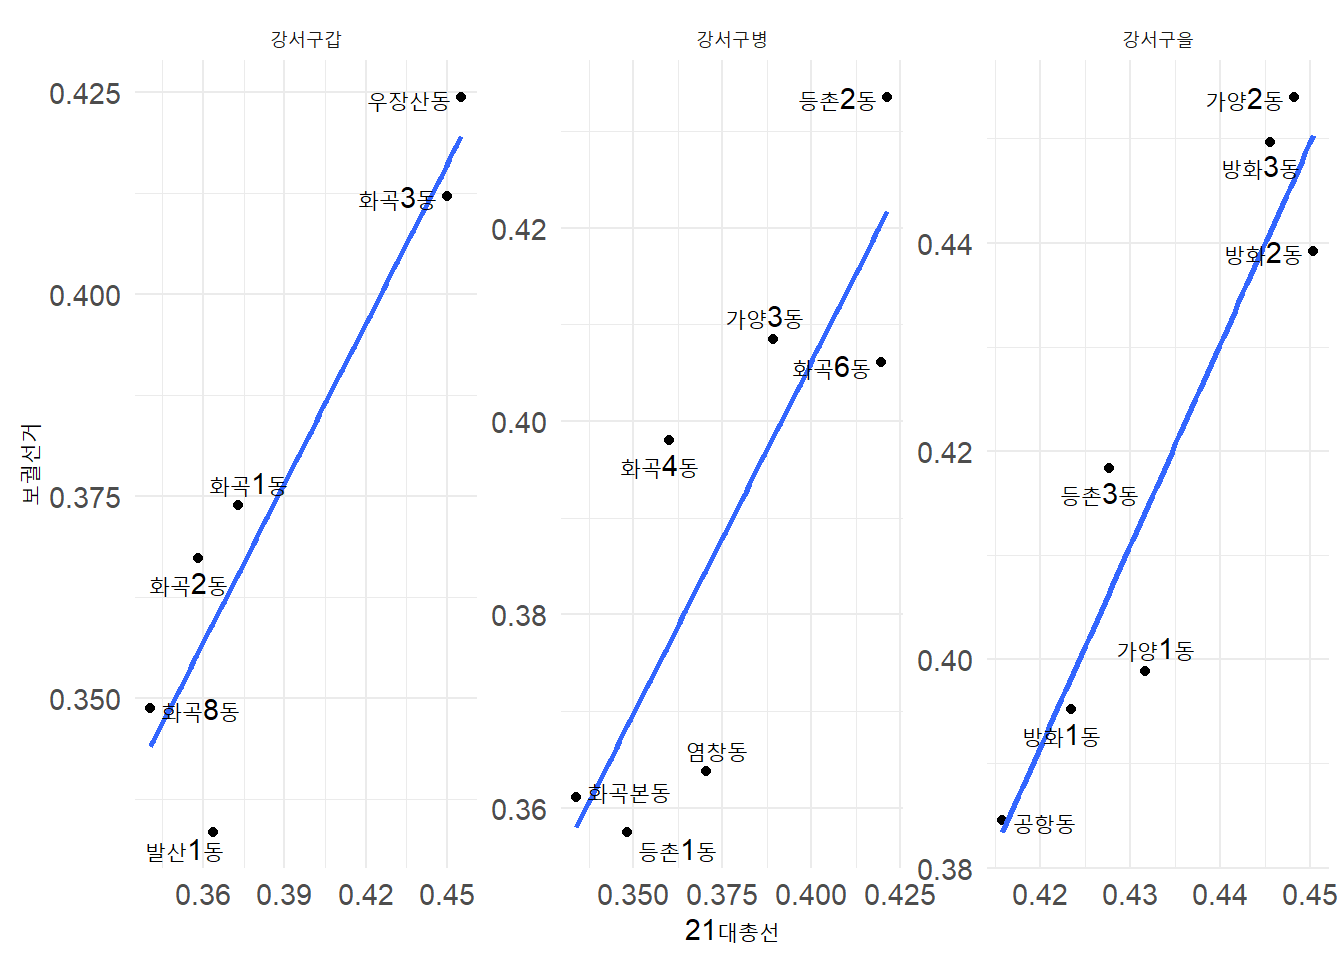 강서구갑
강서구병
강서구을
보궐선거
0.425
0.400
0.375
0.350
우장산동
화곡3동
화곡1동
화곡2동
화곡8동
발산1동
0.36
0.39
0.42
0.45
0.42
0.40
0.38
0.36
등촌2동
가양3동
화곡6동
화곡4동
염창동
화곡본동
등촌1동
0.350
0.375
0.400
0.425
0.44
0.42
0.40
0.38
가양2동
방화3동
방화2동
등촌3동
가양1동
방화1동
공항동
0.42
0.43
0.44
0.45
21대총선